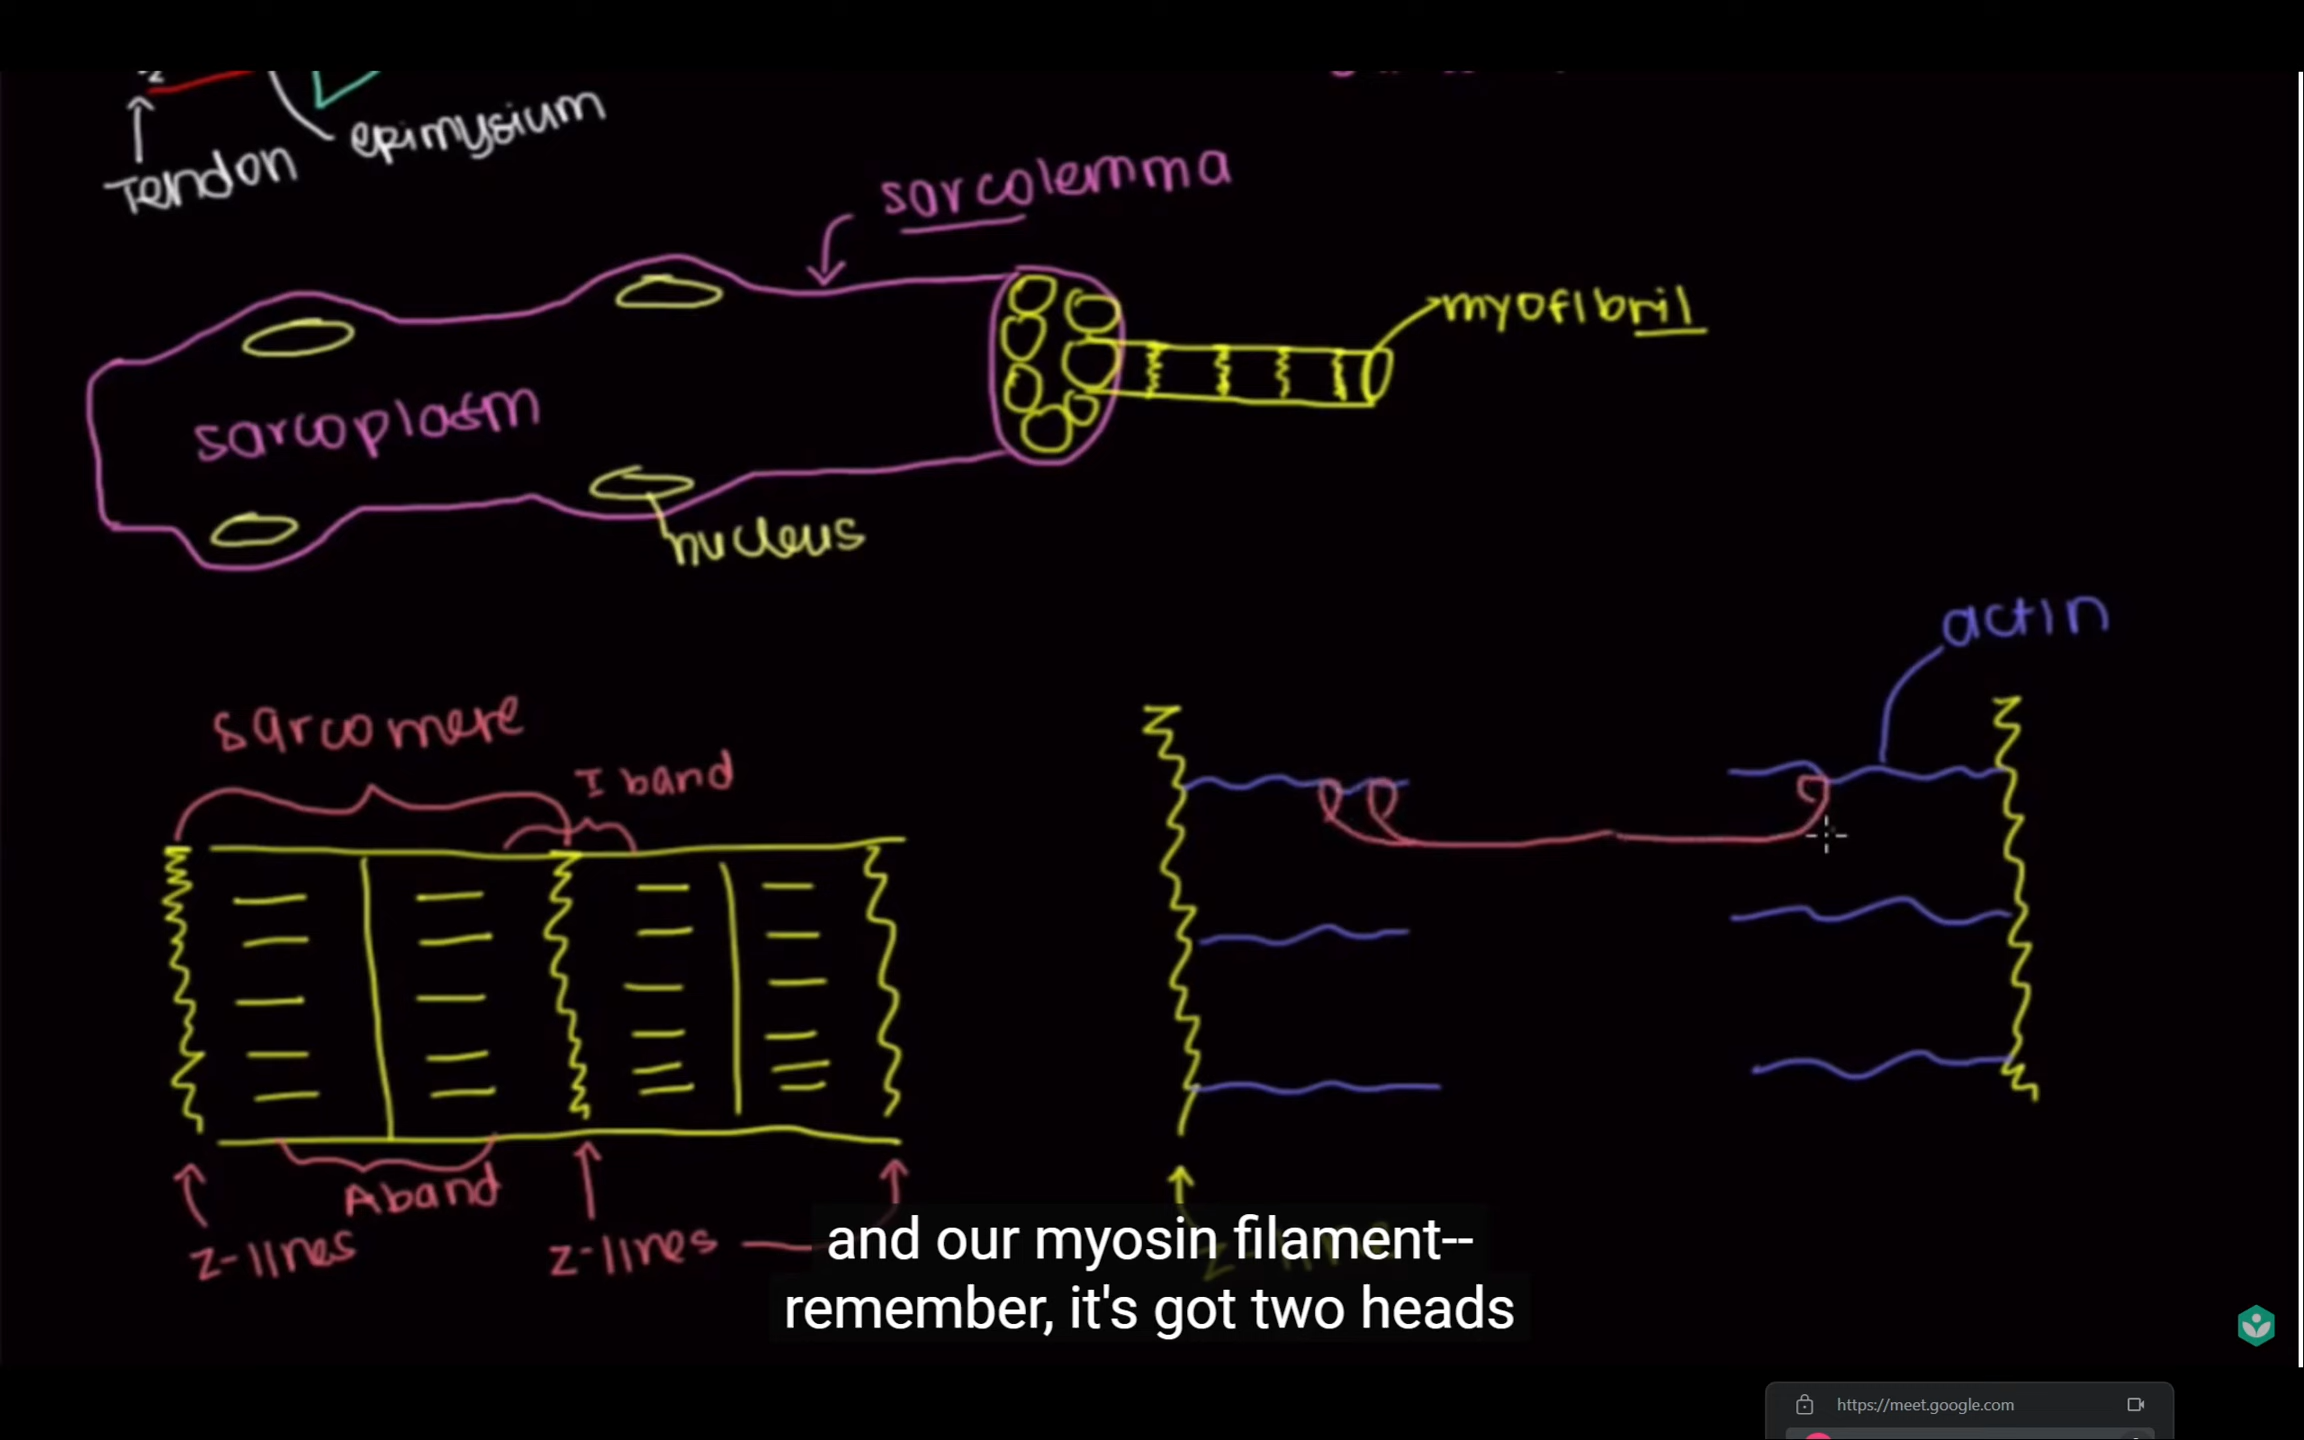 Tendon
epimysium
sarcolemma
myofibril
sarcoplasm
nucleus
actin
sarcomere
I band
A band
z-lines
z-lines
and our myosin filament--
remember, it's got two heads
https://meet.google.com